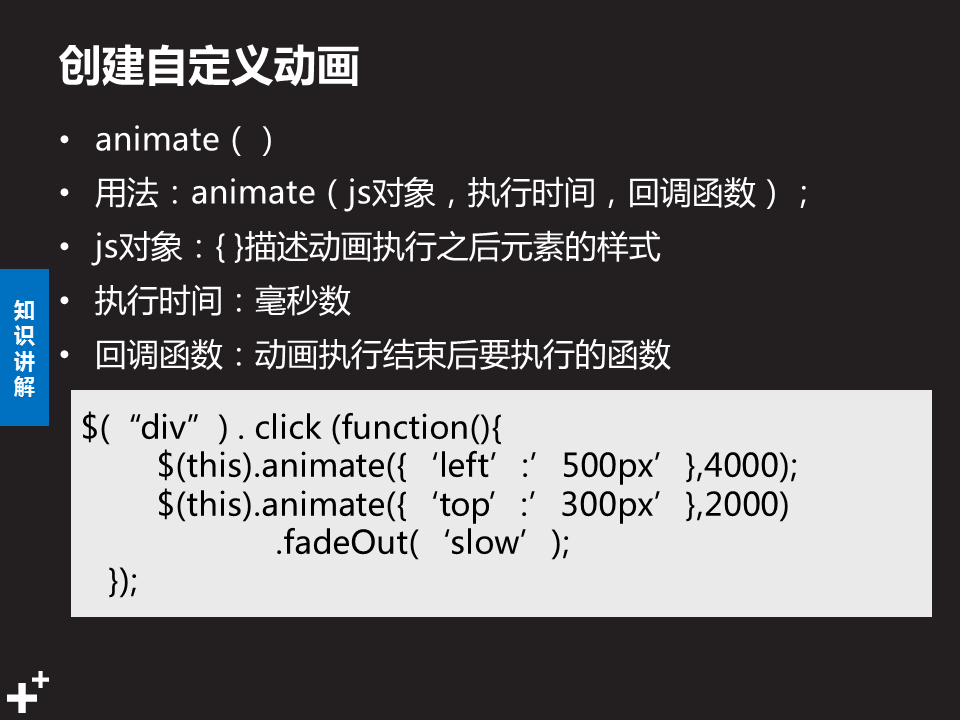 创建自定义动画
• animate（ ）
• 用法：animate（js对象，执行时间，回调函数）；
• js对象：{ }描述动画执行之后元素的样式
• 执行时间：毫秒数
• 回调函数：动画执行结束后要执行的函数
知识讲解
$(“div”) . click (function(){
$(this).animate({‘left’:’500px’},4000);
$(this).animate({‘top’:’300px’},2000)
.fadeOut(‘slow’);
});